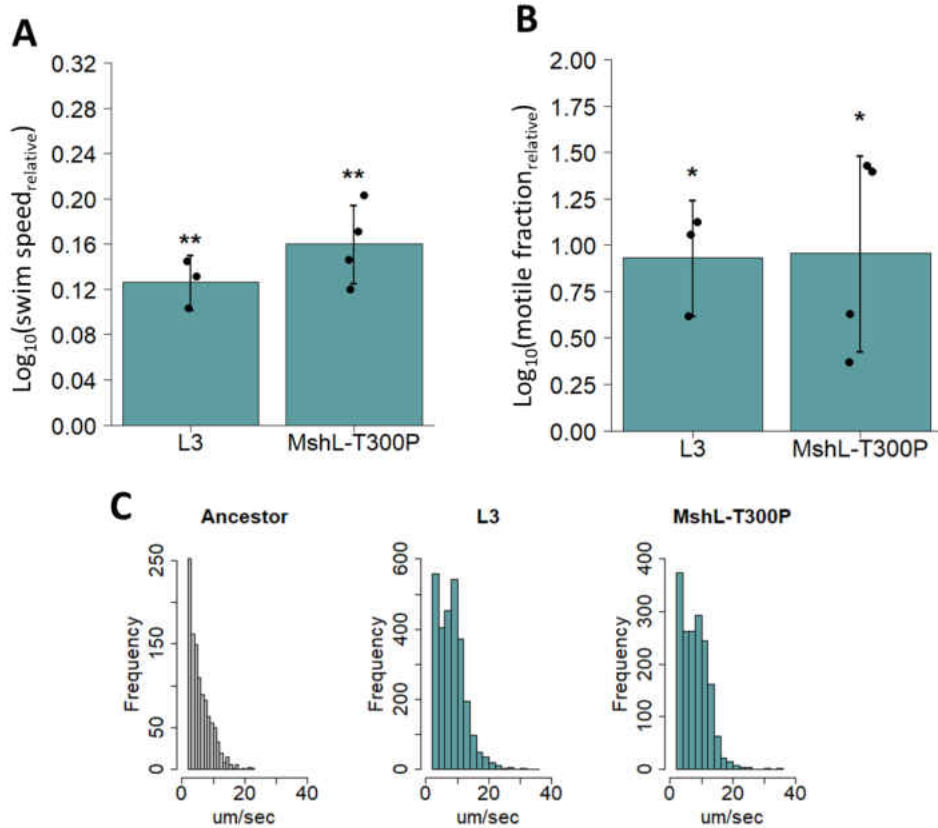 A
Log10(swim speedrelative)
0.32
0.28
0.24
0.20
0.16
0.12
0.08
0.04
0.00
**
**
L3
MshL-T300P
B
Log10(motile fractionrelative)
2.00
1.75
1.50
1.25
1.00
0.75
0.50
0.25
0.00
*
*
L3
MshL-T300P
C
Ancestor
Frequency
250
150
50
0
0 20 40
um/sec
L3
Frequency
600
400
200
0
0 20 40
um/sec
MshL-T300P
Frequency
400
300
200
100
0
0 20 40
um/sec